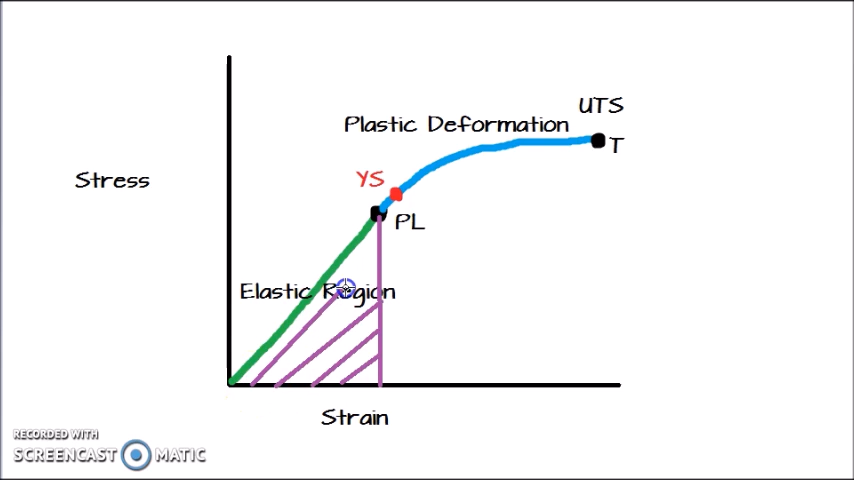 UTS
Plastic Deformation
T
YS
Stress
PL
Elastic Region
Strain
RECORDED WITH
SCREENCAST MATIC